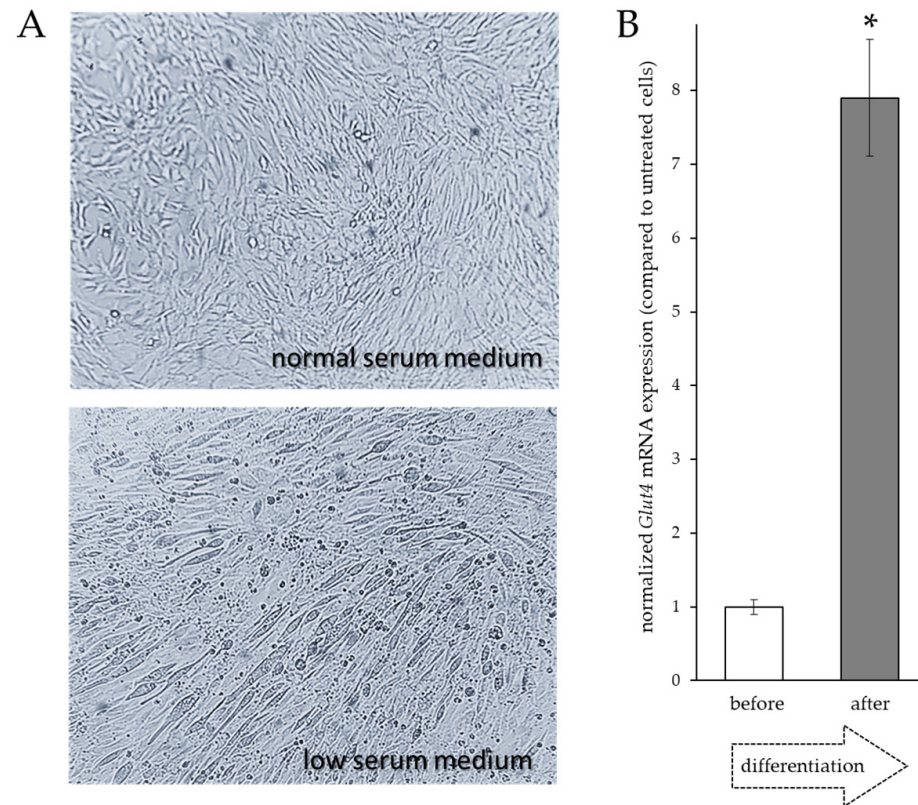 A
normal serum medium
low serum medium
B
normalized Glut4 mRNA expression (compared to untreated cells)
*
8
7
6
5
4
3
2
1
0
before
after
differentiation